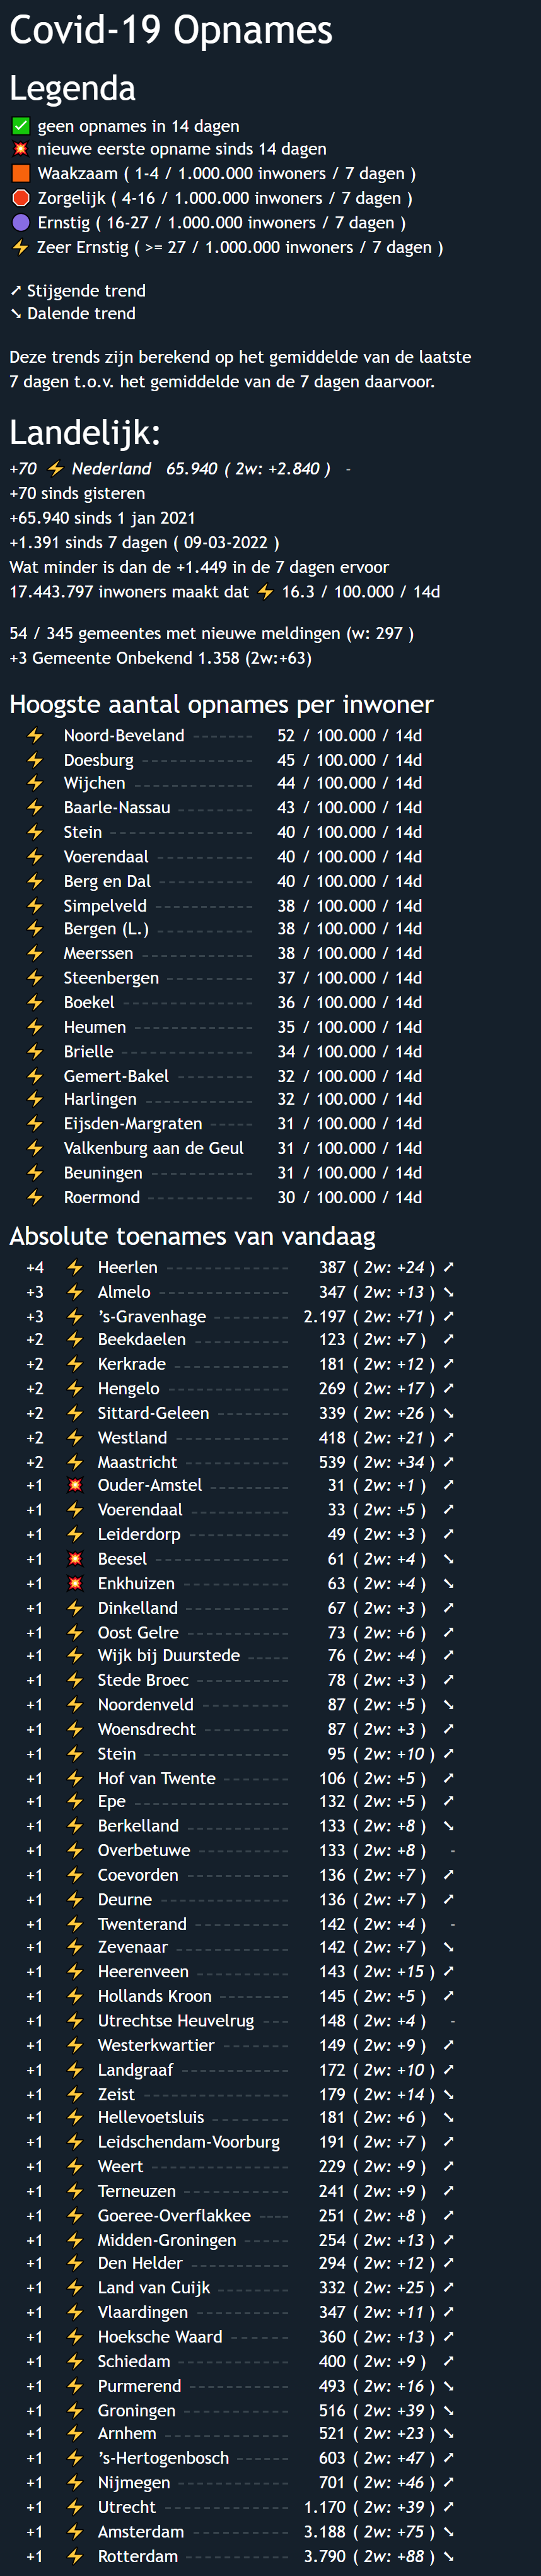 Covid-19 Opnames
Legenda
✅ geen opnames in 14 dagen
💥 nieuwe eerste opname sinds 14 dagen
🟧 Waakzaam ( 1-4 / 1.000.000 inwoners / 7 dagen )
🛑 Zorgelijk ( 4-16 / 1.000.000 inwoners / 7 dagen )
🟣 Ernstig ( 16-27 / 1.000.000 inwoners / 7 dagen )
⚡ Zeer Ernstig ( >= 27 / 1.000.000 inwoners / 7 dagen )
↗ Stijgende trend
↘ Dalende trend
Deze trends zijn berekend op het gemiddelde van de laatste
7 dagen t.o.v. het gemiddelde van de 7 dagen daarvoor.
Landelijk:
+70 ⚡ Nederland 65.940 ( 2w: +2.840 ) -
+70 sinds gisteren
+65.940 sinds 1 jan 2021
+1.391 sinds 7 dagen ( 09-03-2022 )
Wat minder is dan de +1.449 in de 7 dagen ervoor
17.443.797 inwoners maakt dat ⚡ 16.3 / 100.000 / 14d
54 / 345 gemeentes met nieuwe meldingen (w: 297 )
+3 Gemeente Onbekend 1.358 (2w:+63)
Hoogste aantal opnames per inwoner
⚡ Noord-Beveland ------- 52 / 100.000 / 14d
⚡ Doesburg ------------- 45 / 100.000 / 14d
⚡ Wijchen -------------- 44 / 100.000 / 14d
⚡ Baarle-Nassau --------- 43 / 100.000 / 14d
⚡ Stein ----------------- 40 / 100.000 / 14d
⚡ Voerendaal ----------- 40 / 100.000 / 14d
⚡ Berg en Dal ----------- 40 / 100.000 / 14d
⚡ Simpelveld ----------- 38 / 100.000 / 14d
⚡ Bergen (L.) ----------- 38 / 100.000 / 14d
⚡ Meerssen ------------- 38 / 100.000 / 14d
⚡ Steenbergen ---------- 37 / 100.000 / 14d
⚡ Boekel --------------- 36 / 100.000 / 14d
⚡ Heumen -------------- 35 / 100.000 / 14d
⚡ Brielle --------------- 34 / 100.000 / 14d
⚡ Gemert-Bakel --------- 32 / 100.000 / 14d
⚡ Harlingen ------------ 32 / 100.000 / 14d
⚡ Eijsden-Margraten ----- 31 / 100.000 / 14d
⚡ Valkenburg aan de Geul 31 / 100.000 / 14d
⚡ Beuningen ------------ 31 / 100.000 / 14d
⚡ Roermond ------------ 30 / 100.000 / 14d
Absolute toenames van vandaag
+4 ⚡ Heerlen -------------- 387 ( 2w: +24 ) ↗
+3 ⚡ Almelo --------------- 347 ( 2w: +13 ) ↘
+3 ⚡ 's-Gravenhage --------- 2.197 ( 2w: +71 ) ↗
+2 ⚡ Beekdaelen ----------- 123 ( 2w: +7 ) ↗
+2 ⚡ Kerkrade ------------- 181 ( 2w: +12 ) ↗
+2 ⚡ Hengelo -------------- 269 ( 2w: +17 ) ↗
+2 ⚡ Sittard-Geleen --------- 339 ( 2w: +26 ) ↘
+2 ⚡ Westland ------------- 418 ( 2w: +21 ) ↗
+2 ⚡ Maastricht ------------ 539 ( 2w: +34 ) ↗
+1 💥 Ouder-Amstel --------- 31 ( 2w: +1 ) ↗
+1 ⚡ Voerendaal ----------- 33 ( 2w: +5 ) ↗
+1 ⚡ Leiderdorp ----------- 49 ( 2w: +3 ) ↗
+1 💥 Beesel --------------- 61 ( 2w: +4 ) ↘
+1 💥 Enkhuizen ------------ 63 ( 2w: +4 ) ↘
+1 ⚡ Dinkelland ------------ 67 ( 2w: +3 ) ↗
+1 ⚡ Oost Gelre ------------ 73 ( 2w: +6 ) ↗
+1 ⚡ Wijk bij Duurstede ----- 76 ( 2w: +4 ) ↗
+1 ⚡ Stede Broec ----------- 78 ( 2w: +3 ) ↗
+1 ⚡ Noordenveld ---------- 87 ( 2w: +5 ) ↘
+1 ⚡ Woensdrecht ---------- 87 ( 2w: +3 ) ↗
+1 ⚡ Stein ----------------- 95 ( 2w: +10 ) ↗
+1 ⚡ Hof van Twente -------- 106 ( 2w: +5 ) ↗
+1 ⚡ Epe ------------------ 132 ( 2w: +5 ) ↗
+1 ⚡ Berkelland ------------ 133 ( 2w: +8 ) ↘
+1 ⚡ Overbetuwe ----------- 133 ( 2w: +8 ) -
+1 ⚡ Coevorden ------------ 136 ( 2w: +7 ) ↗
+1 ⚡ Deurne --------------- 136 ( 2w: +7 ) ↗
+1 ⚡ Twenterand ----------- 142 ( 2w: +4 ) -
+1 ⚡ Zevenaar ------------- 142 ( 2w: +7 ) ↘
+1 ⚡ Heerenveen ----------- 143 ( 2w: +15 ) ↗
+1 ⚡ Hollands Kroon -------- 145 ( 2w: +5 ) ↗
+1 ⚡ Utrechtse Heuvelrug --- 148 ( 2w: +4 ) -
+1 ⚡ Westerkwartier -------- 149 ( 2w: +9 ) ↗
+1 ⚡ Landgraaf ------------- 172 ( 2w: +10 ) ↗
+1 ⚡ Zeist ----------------- 179 ( 2w: +14 ) ↘
+1 ⚡ Hellevoetsluis --------- 181 ( 2w: +6 ) ↘
+1 ⚡ Leidschendam-Voorburg 191 ( 2w: +7 ) ↗
+1 ⚡ Weert ---------------- 229 ( 2w: +9 ) ↗
+1 ⚡ Terneuzen ------------ 241 ( 2w: +9 ) ↗
+1 ⚡ Goeree-Overflakkee ---- 251 ( 2w: +8 ) ↗
+1 ⚡ Midden-Groningen ------ 254 ( 2w: +13 ) ↗
+1 ⚡ Den Helder ------------ 294 ( 2w: +12 ) ↗
+1 ⚡ Land van Cuijk --------- 332 ( 2w: +25 ) ↗
+1 ⚡ Vlaardingen ----------- 347 ( 2w: +11 ) ↗
+1 ⚡ Hoeksche Waard ------- 360 ( 2w: +13 ) ↗
+1 ⚡ Schiedam ------------- 400 ( 2w: +9 ) ↗
+1 ⚡ Purmerend ------------ 493 ( 2w: +16 ) ↘
+1 ⚡ Groningen ------------ 516 ( 2w: +39 ) ↘
+1 ⚡ Arnhem --------------- 521 ( 2w: +23 ) ↘
+1 ⚡ 's-Hertogenbosch ------ 603 ( 2w: +47 ) ↗
+1 ⚡ Nijmegen ------------- 701 ( 2w: +46 ) ↗
+1 ⚡ Utrecht --------------- 1.170 ( 2w: +39 ) ↗
+1 ⚡ Amsterdam ------------ 3.188 ( 2w: +75 ) ↘
+1 ⚡ Rotterdam ------------ 3.790 ( 2w: +88 ) ↘